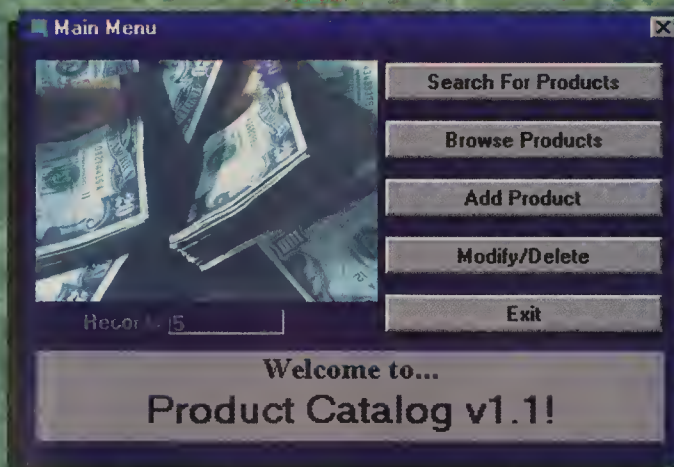 Main Menu
Search For Products
Browse Products
Add Product
Modify/Delete
Exit
5
Welcome to...
Product Catalog v1.1!